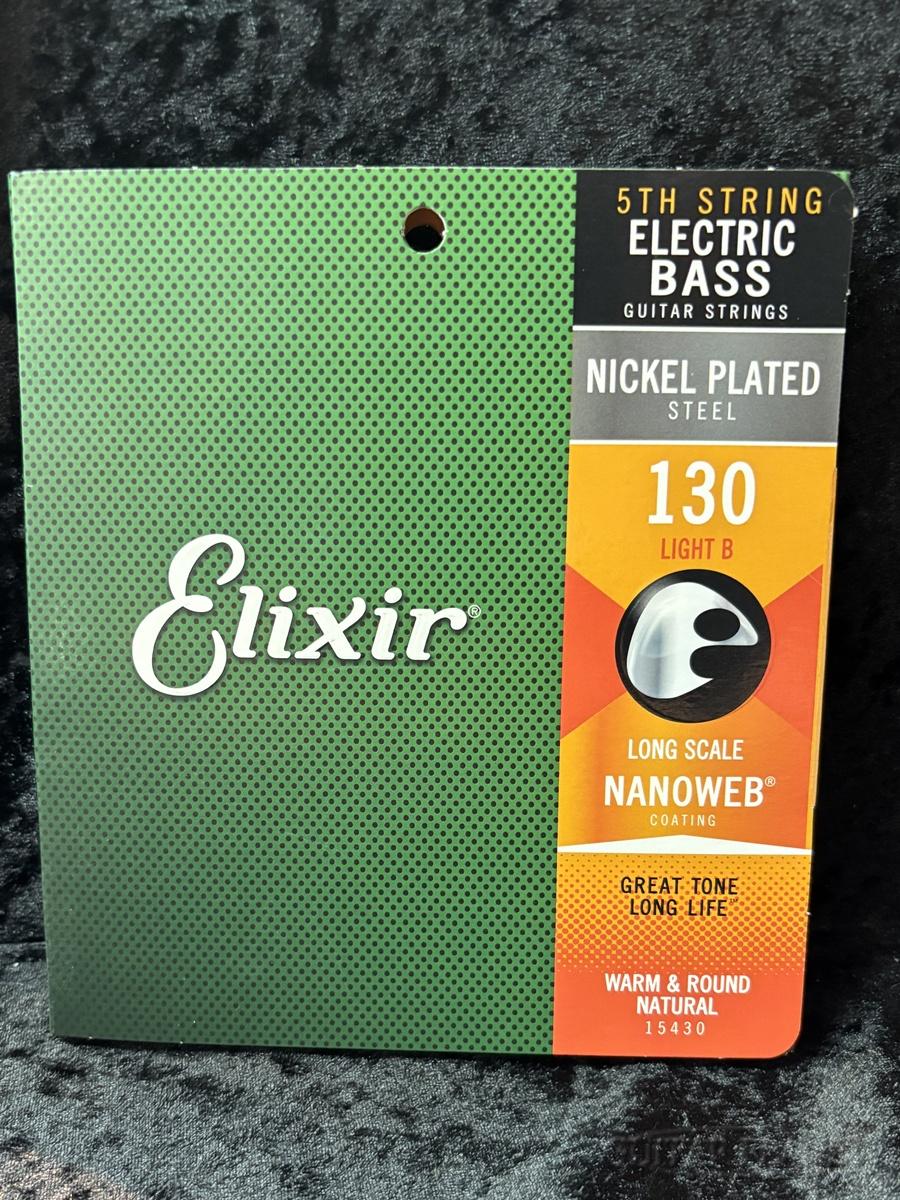 5TH STRING
ELECTRIC
BASS
GUITAR STRINGS
NICKEL PLATED
STEEL
130
LIGHT B
Elixir®
LONG SCALE
NANOWEB®
COATING
GREAT TONE
LONG LIFE™
WARM & ROUND
NATURAL
15430